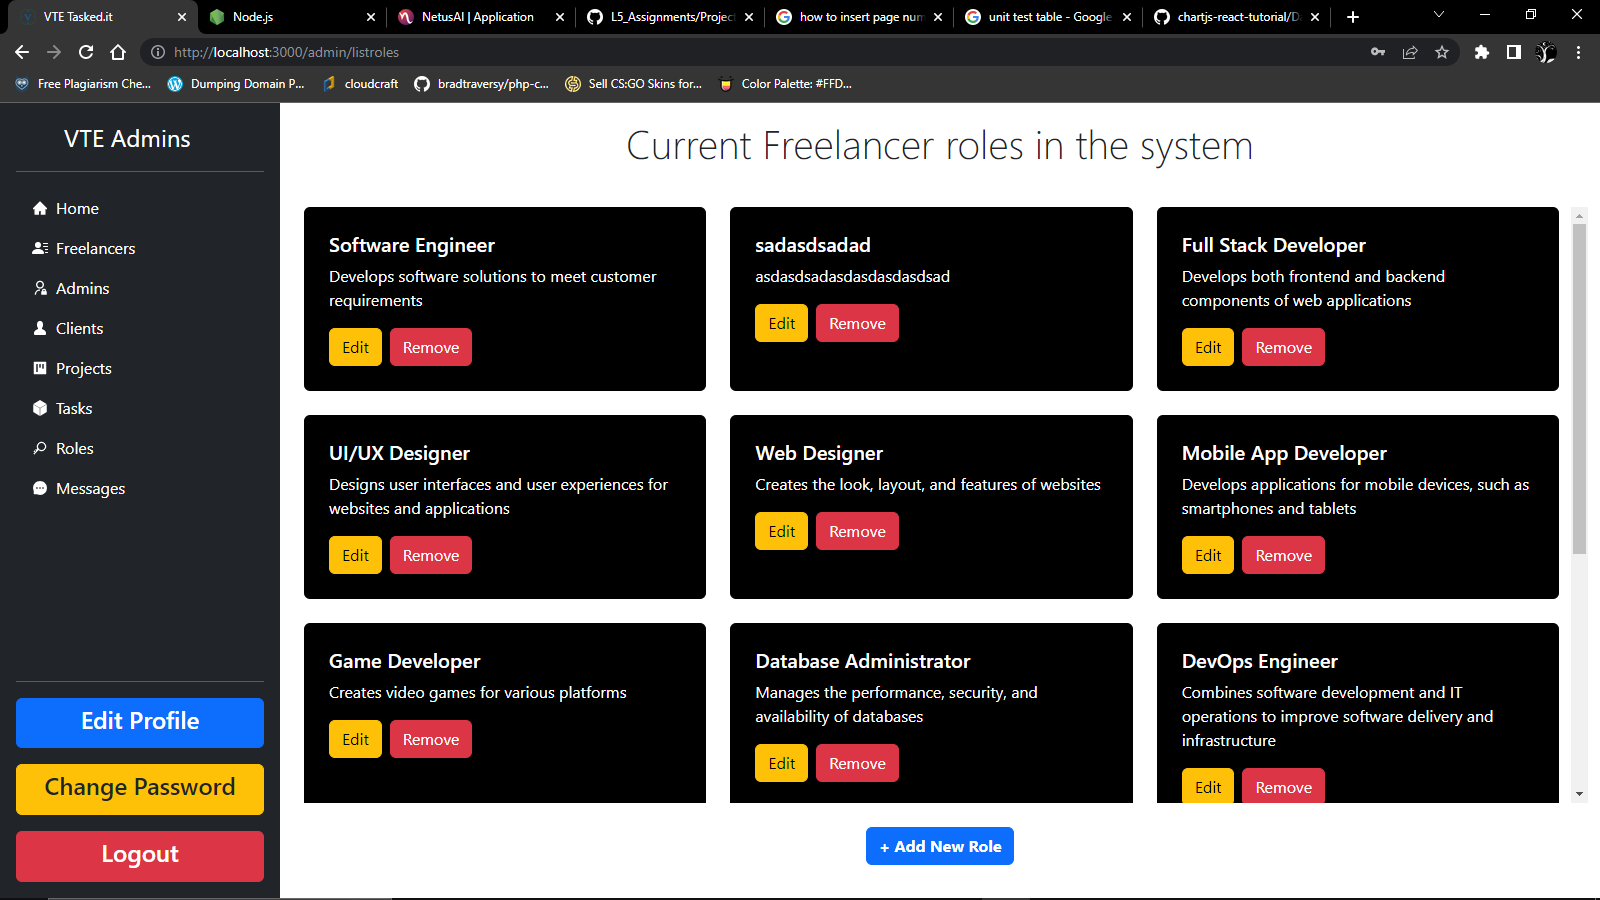 VTE Tasked.it
Node.js
NetusAI | Application
L5_Assignments/Project
how to insert page num
unit test table - Google
chartjs-react-tutorial/Da
http://localhost:3000/admin/listroles
Free Plagiarism Che...
Dumping Domain P...
cloudcraft
bradtraversy/php-c...
Sell CS:GO Skins for...
Color Palette: #FFD...
VTE Admins
Home
Freelancers
Admins
Clients
Projects
Tasks
Roles
Messages
Edit Profile
Change Password
Logout
Current Freelancer roles in the system
Software Engineer
Develops software solutions to meet customer
requirements
Edit Remove
sadasdsadad
asdasdsadasdasdasdasdsad
Edit Remove
Full Stack Developer
Develops both frontend and backend
components of web applications
Edit Remove
UI/UX Designer
Designs user interfaces and user experiences for
websites and applications
Edit Remove
Web Designer
Creates the look, layout, and features of websites
Edit Remove
Mobile App Developer
Develops applications for mobile devices, such as
smartphones and tablets
Edit Remove
Game Developer
Creates video games for various platforms
Edit Remove
Database Administrator
Manages the performance, security, and
availability of databases
Edit Remove
DevOps Engineer
Combines software development and IT
operations to improve software delivery and
infrastructure
Edit Remove
+ Add New Role